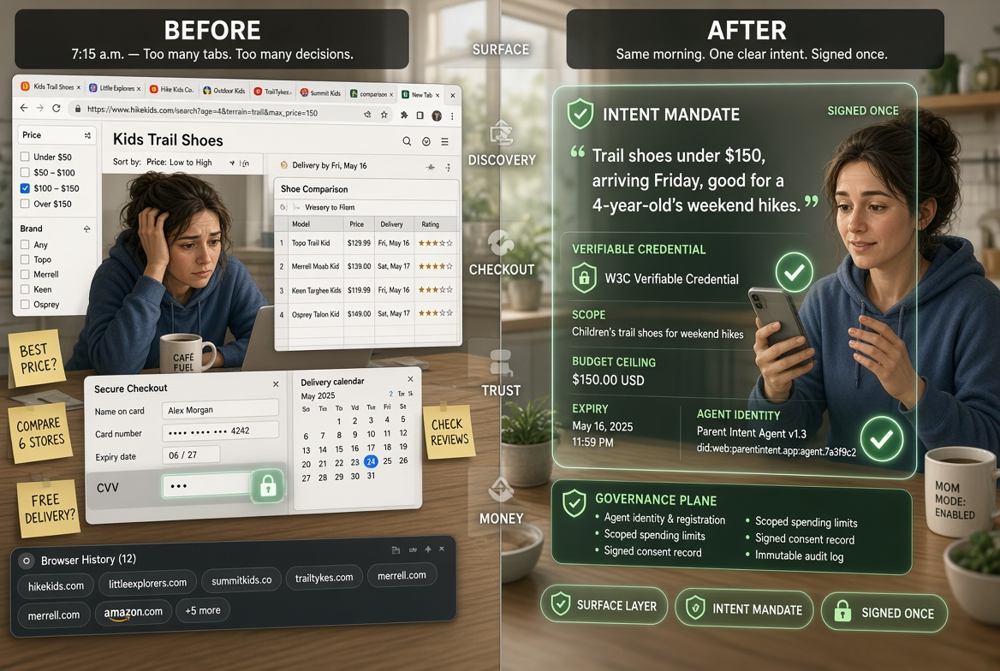 BEFORE
7:15 a.m. — Too many tabs. Too many decisions.
Kids Trail Shoes
Little Explorers
Hike Kids Co.
Outdoor Kids
TrailTykes
Summit Kids
comparison
New Tab
https://www.hikekids.com/search?age=4&terrain=trail&max_price=150
Price
Under $50
$50 – $100
$100 – $150
Over $150
Brand
Any
Topo
Merrell
Keen
Osprey
Kids Trail Shoes
Sort by: Price: Low to High
Delivery by Fri, May 16
Shoe Comparison
Model Price Delivery Rating
1 Topo Trail Kid $129.99 Fri, May 16 ★★★☆☆
2 Merrell Moab Kid $139.00 Sat, May 17 ★★★★☆
3 Keen Targhee Kids $119.99 Fri, May 16 ★★★☆☆
4 Osprey Talon Kid $149.00 Sat, May 17 ★★★☆☆
CAFÉ
FUEL
BEST
PRICE?
COMPARE
6 STORES
FREE
DELIVERY?
CHECK
REVIEWS
Secure Checkout
Name on card Alex Morgan
Card number •••• •••• •••• 4242
Expiry date 06 / 27
CVV •••
Delivery calendar
May 2025
So To Vd Tue Fri St
1 2 3 4 5
6 7 8 9 10 11 12
13 14 15 16 17 18 19
20 21 22 23 24 25 26
27 28 29 30 31
Browser History (12)
hikekids.com
littleexplorers.com
summitkids.co
trailtykes.com
merrell.com
merrell.com
amazon.com
+5 more
SURFACE
DISCOVERY
CHECKOUT
TRUST
MONEY
AFTER
Same morning. One clear intent. Signed once.
INTENT MANDATE
SIGNED ONCE
“Trail shoes under $150,
arriving Friday, good for a
4-year-old’s weekend hikes.”
VERIFIABLE CREDENTIAL
W3C Verifiable Credential
SCOPE
Children’s trail shoes for weekend hikes
BUDGET CEILING
$150.00 USD
EXPIRY
May 16, 2025
11:59 PM
AGENT IDENTITY
Parent Intent Agent v1.3
did:web:parentintent.app:agent.7a3f9c2
MOM
MODE:
ENABLED
GOVERNANCE PLANE
• Agent identity & registration
• Scoped spending limits
• Signed consent record
• Scoped spending limits
• Signed consent record
• Immutable audit log
SURFACE LAYER
INTENT MANDATE
SIGNED ONCE